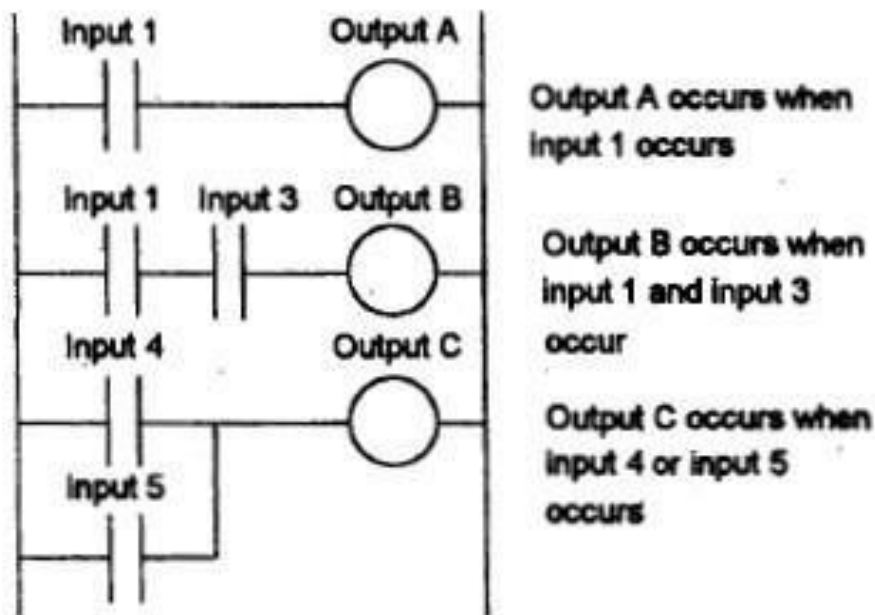 Input 1 Output A
Output A occurs when
input 1 occurs
Input 1 Input 3 Output B
Output B occurs when
input 1 and input 3
occur
Input 4 Output C
Output C occurs when
input 4 or input 5
occurs
Input 5